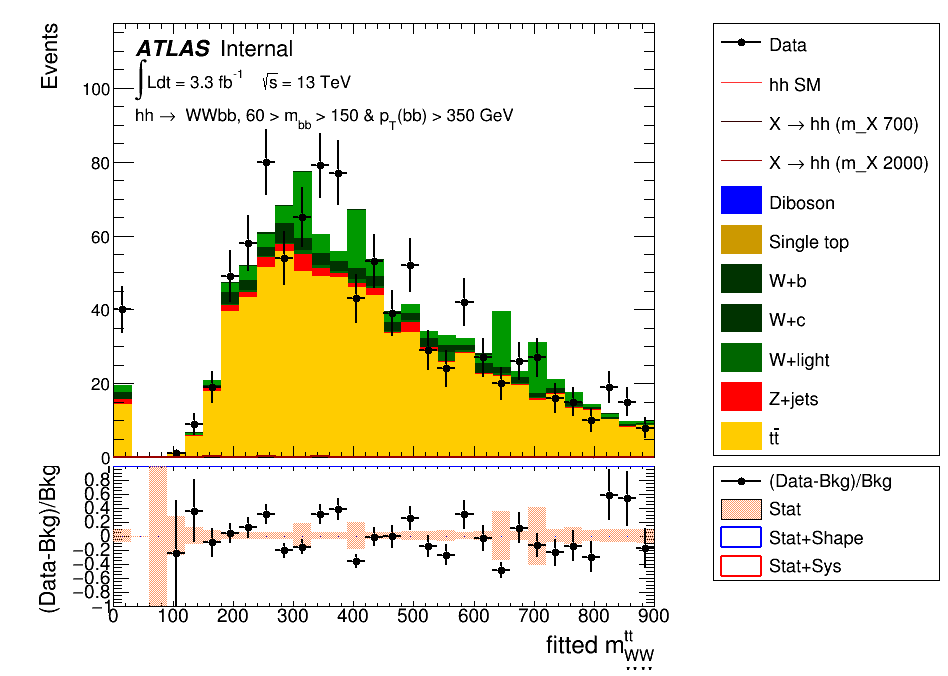 Events
ATLAS Internal
∫Ldt = 3.3 fb⁻¹ √s = 13 TeV
hh → WWbb, 60 > m_bb > 150 & p_T(bb) > 350 GeV
100
80
60
40
20
0
Data
hh SM
X → hh (m_X 700)
X → hh (m_X 2000)
Diboson
Single top
W+b
W+c
W+light
Z+jets
tt̄
(Data-Bkg)/Bkg
0.8
0.6
0.4
0.2
0
−0.2
−0.4
−0.6
−0.8
−1
(Data-Bkg)/Bkg
Stat
Stat+Shape
Stat+Sys
0 100 200 300 400 500 600 700 800 900
fitted m^tt_WW